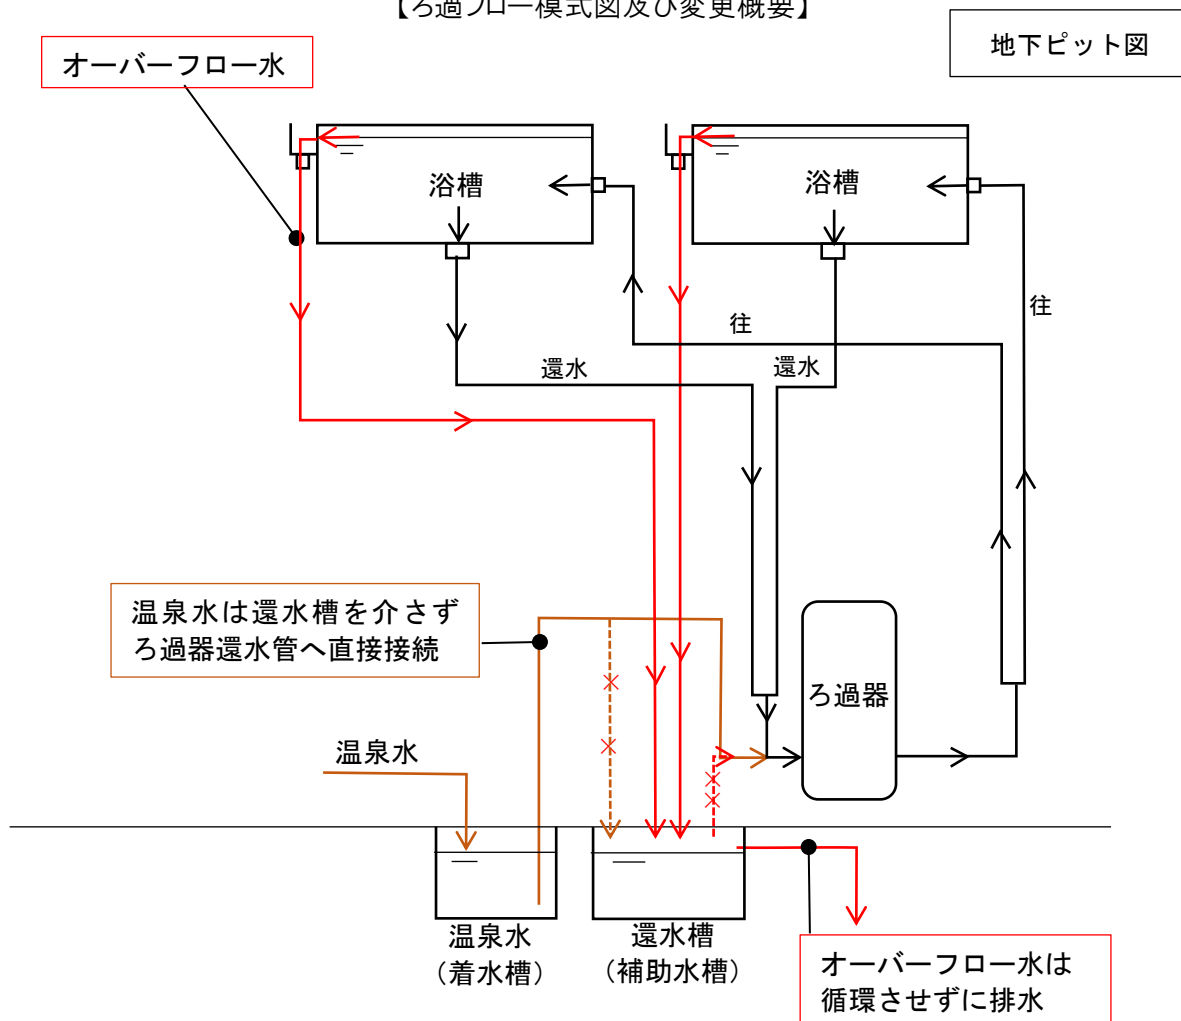 【ろ過フロー模式図及び変更概要】
地下ピット図
オーバーフロー水
浴槽
浴槽
往
往
還水
還水
温泉水は還水槽を介さず
ろ過器還水管へ直接接続
ろ過器
温泉水
温泉水
（着水槽）
還水槽
（補助水槽）
オーバーフロー水は
循環させずに排水